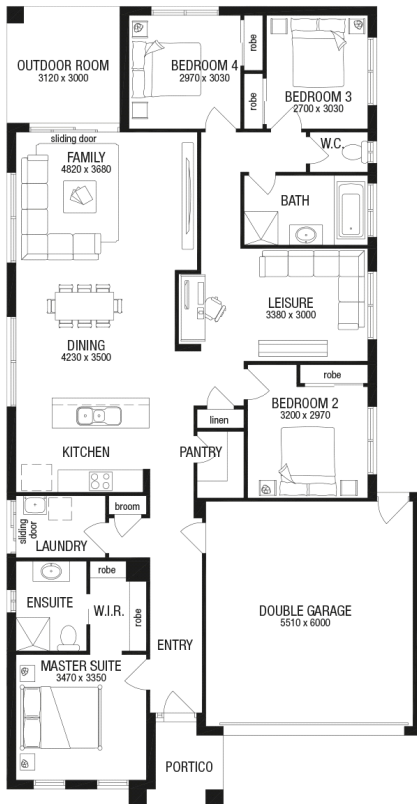 OUTDOOR ROOM
3120 x 3000
BEDROOM 4
2970 x 3030
robe
robe
BEDROOM 3
2700 x 3030
sliding door
FAMILY
4820 x 3680
W.C.
BATH
LEISURE
3380 x 3000
DINING
4230 x 3500
robe
BEDROOM 2
3200 x 2970
linen
PANTRY
KITCHEN
broom
sliding
door
LAUNDRY
robe
ENSUITE
W.I.R.
robe
DOUBLE GARAGE
5510 x 6000
ENTRY
MASTER SUITE
3470 x 3350
PORTICO